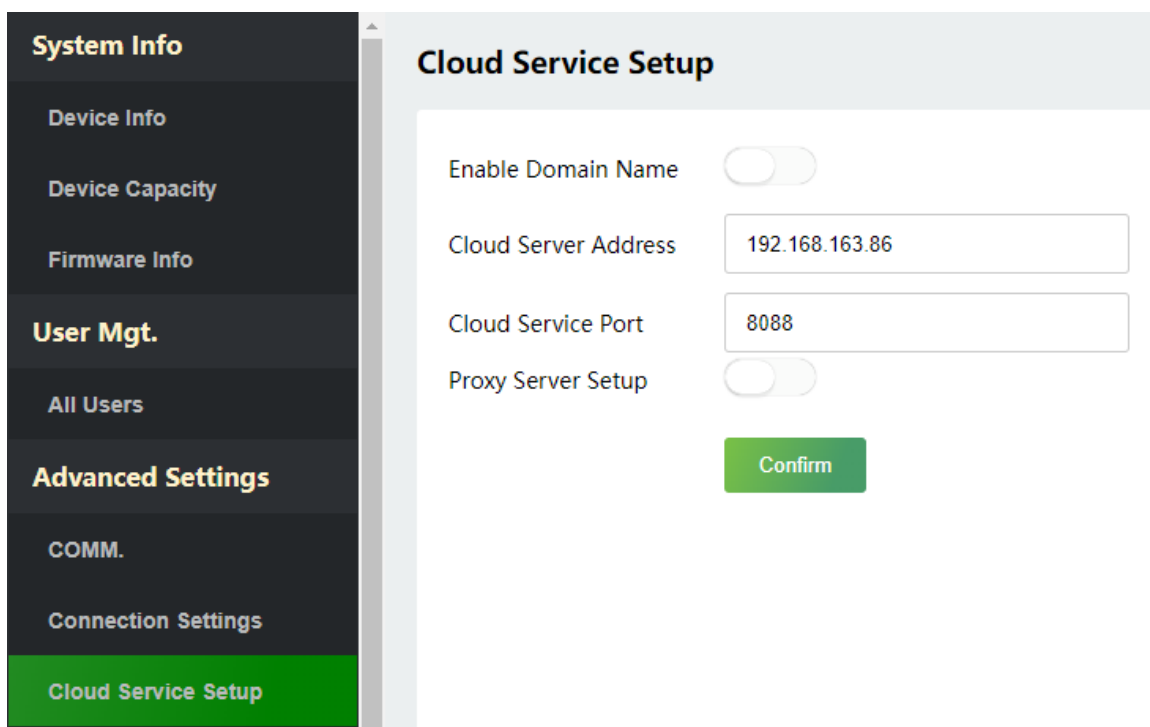 System Info
Device Info
Device Capacity
Firmware Info
User Mgt.
All Users
Advanced Settings
COMM.
Connection Settings
Cloud Service Setup
Cloud Service Setup
Enable Domain Name
Cloud Server Address 192.168.163.86
Cloud Service Port 8088
Proxy Server Setup
Confirm